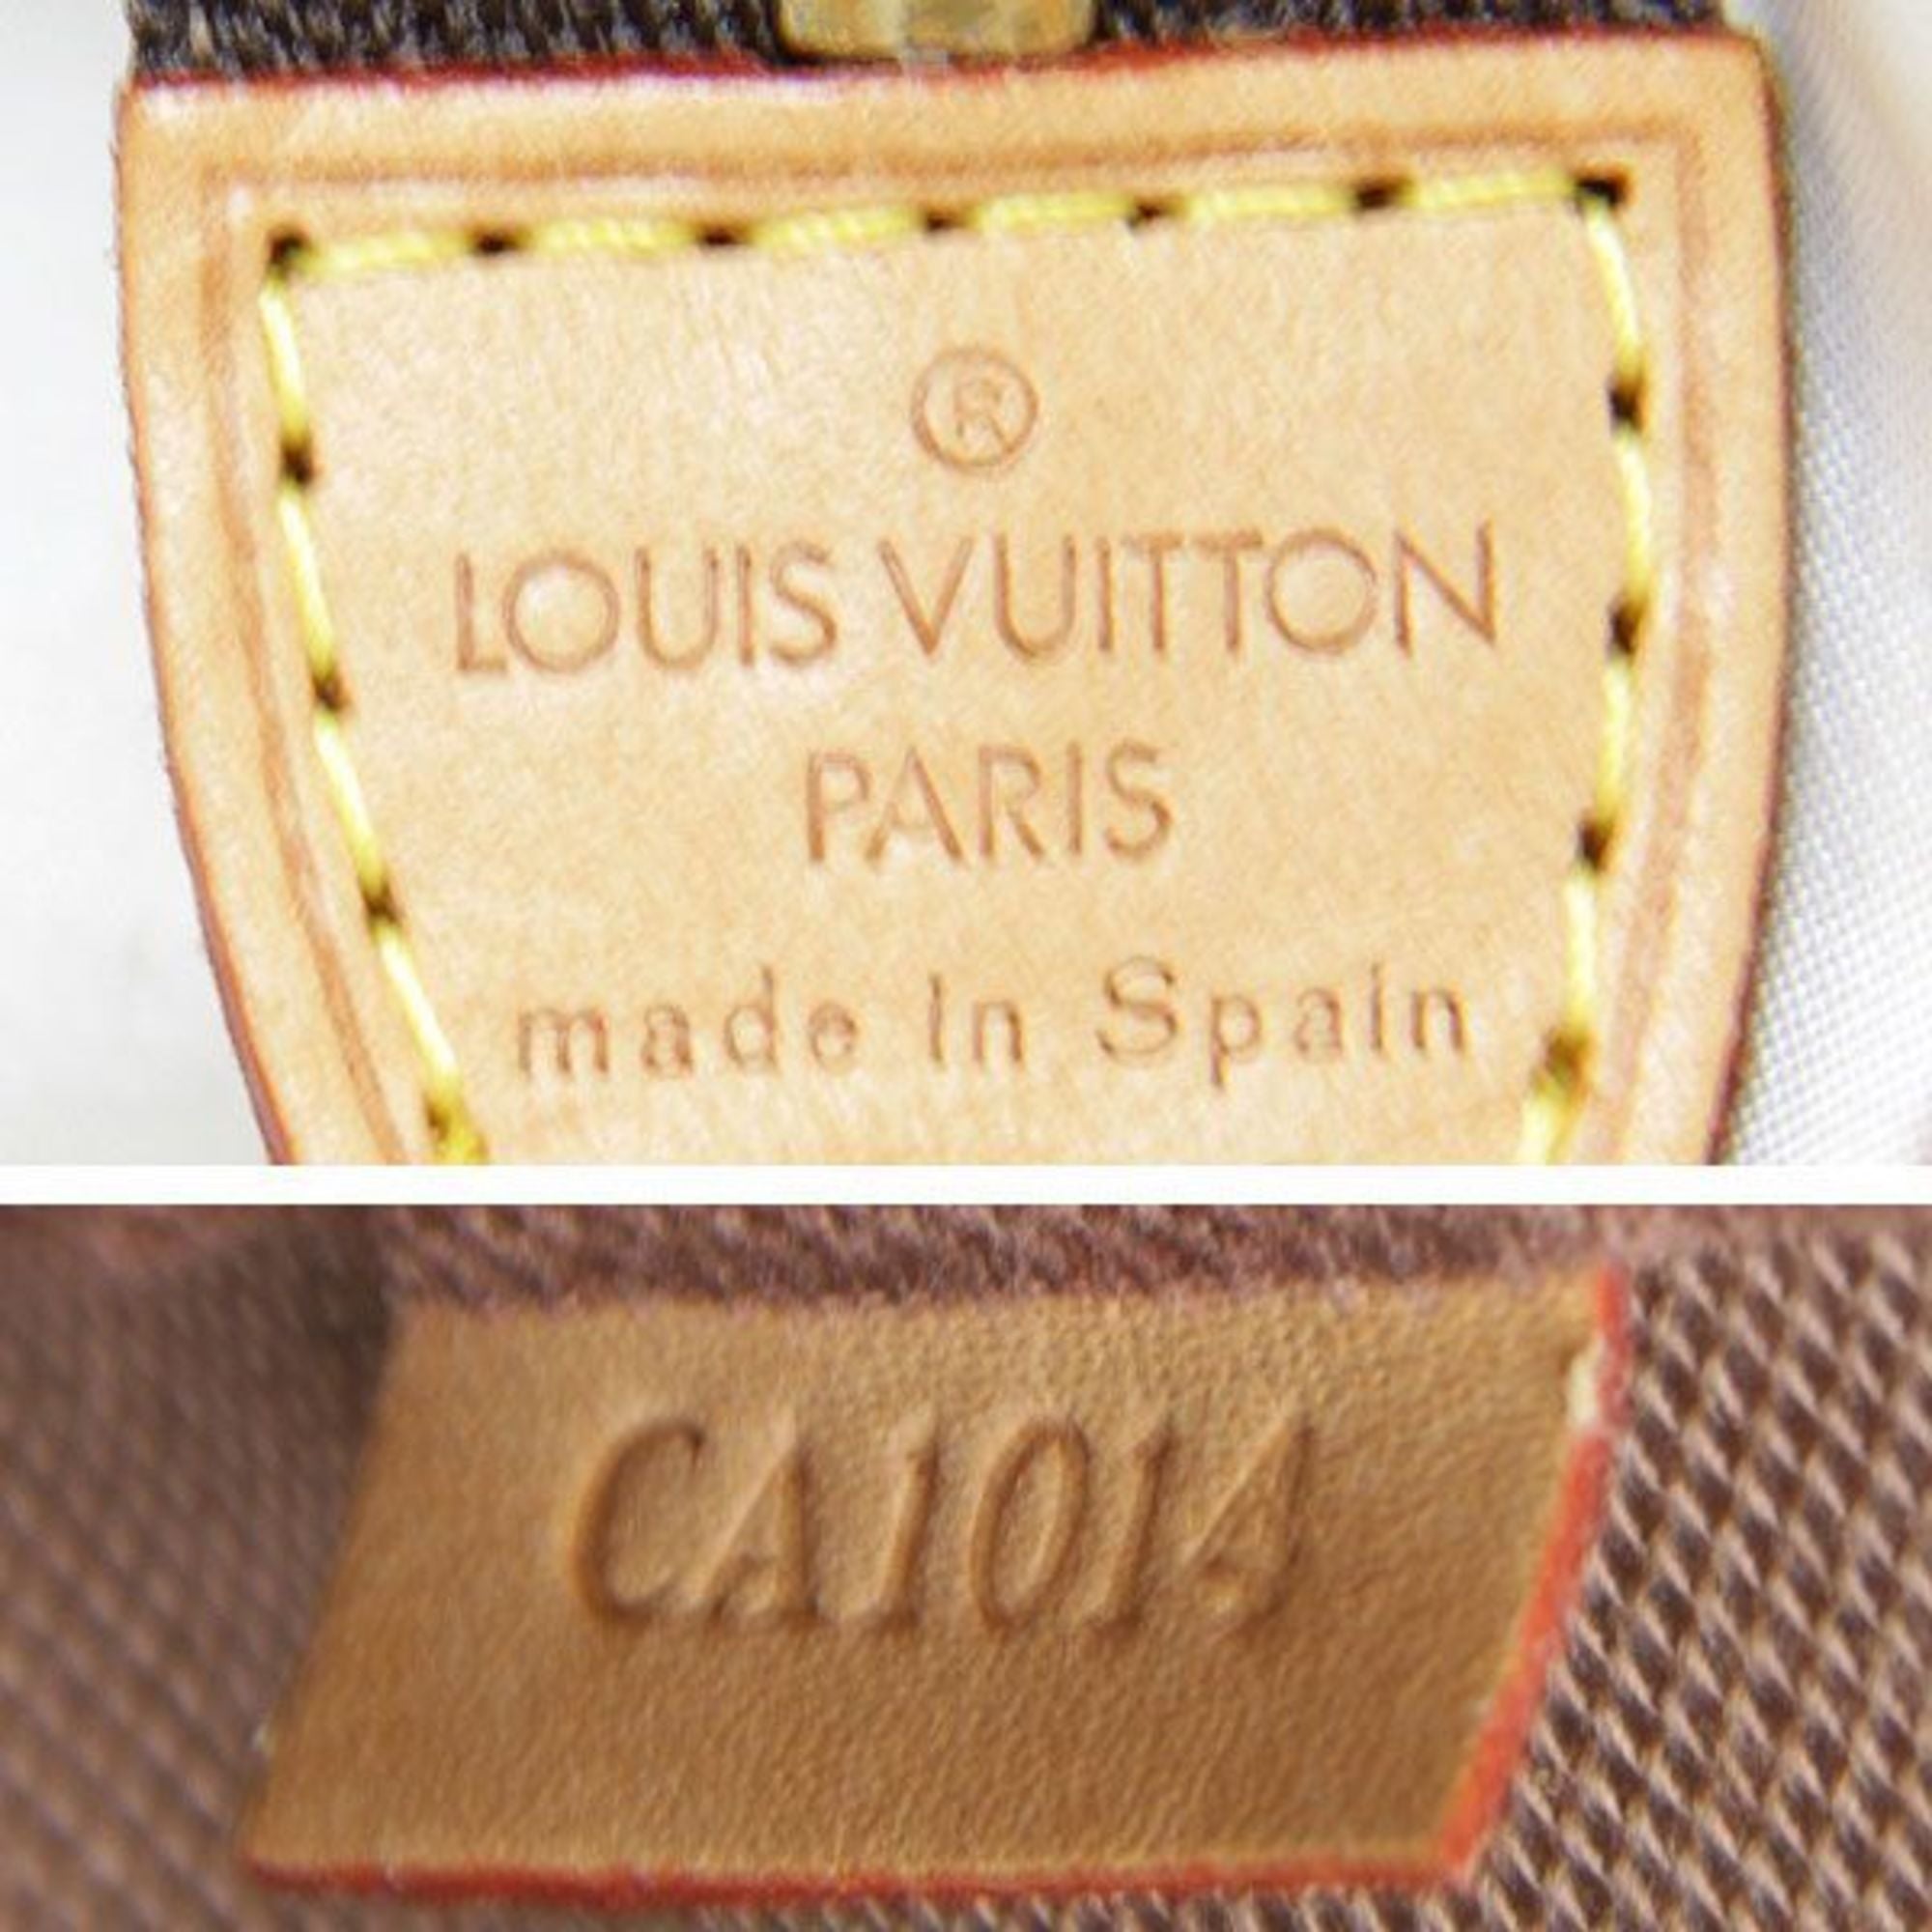 ®
LOUIS VUITTON
PARIS
made in Spain
CA1014